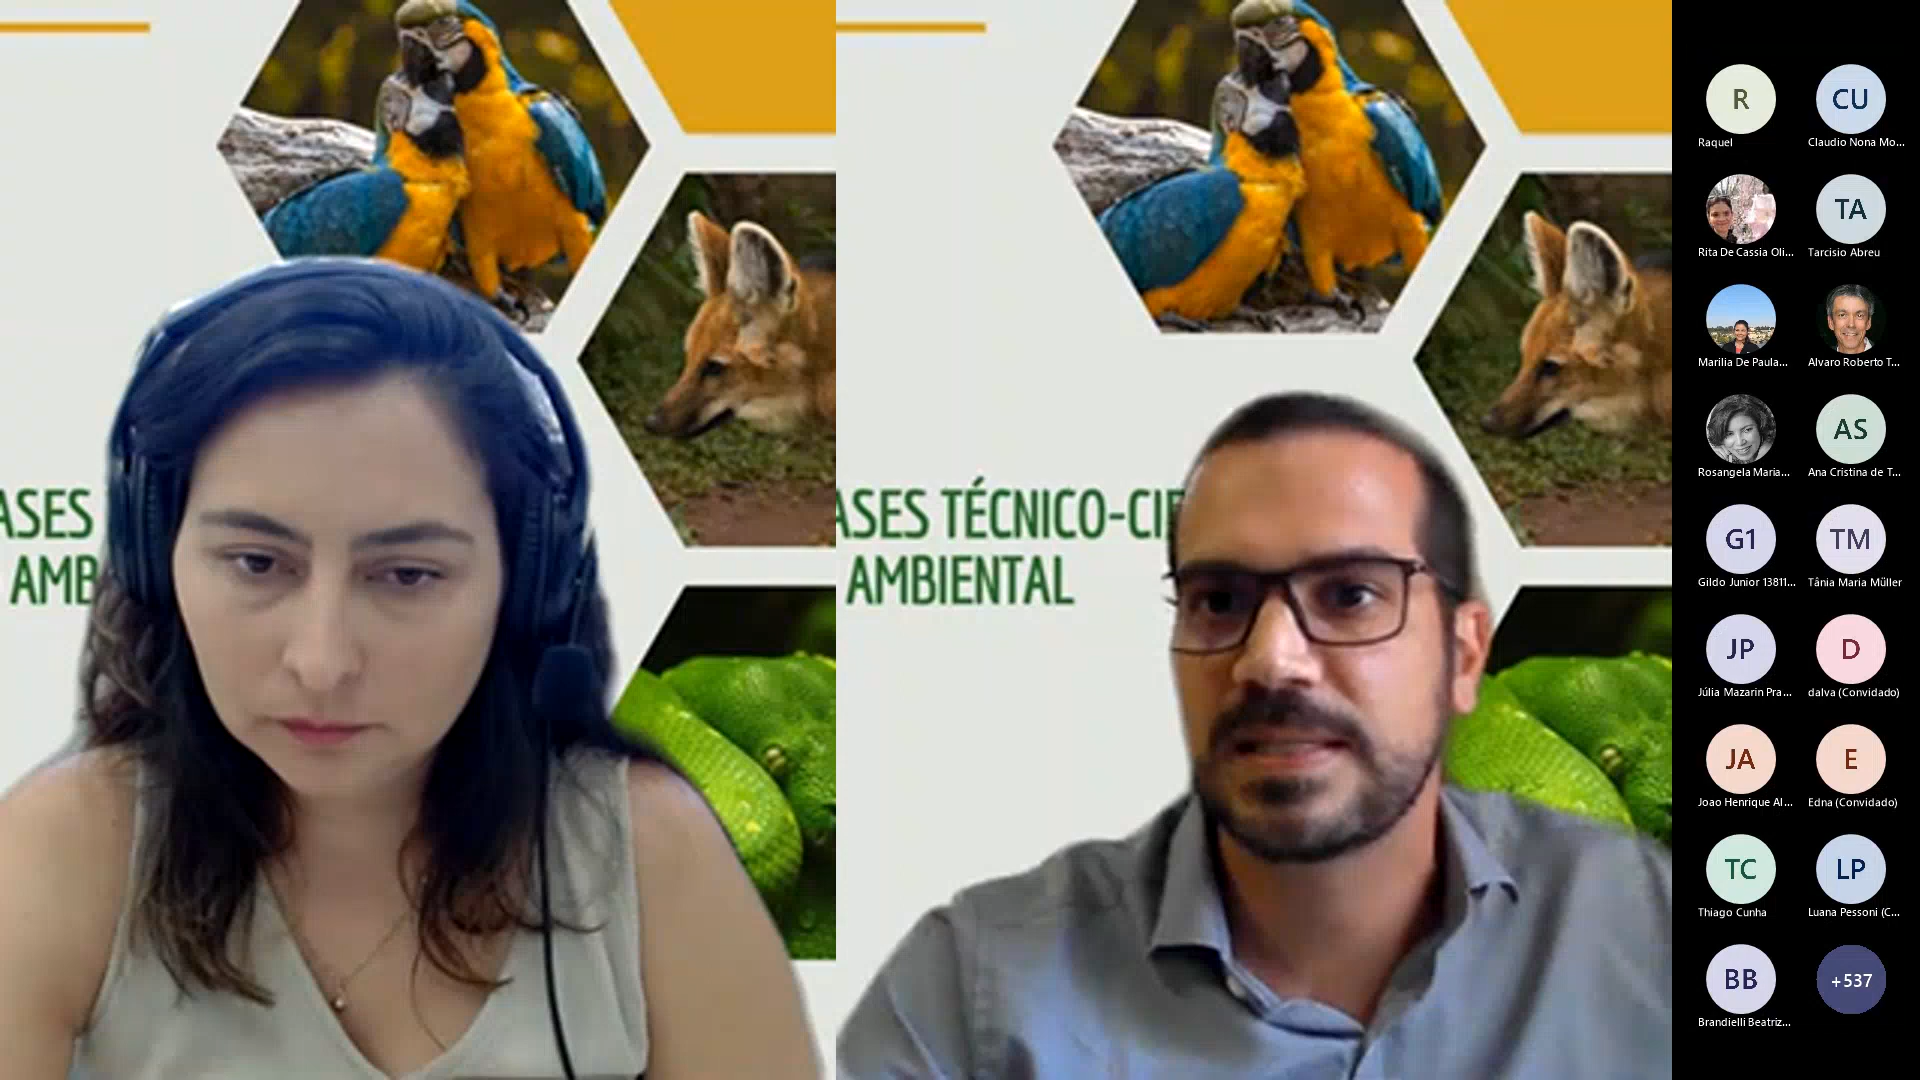 ASES
AMB
ASES TÉCNICO-CIE
AMBIENTAL
R
Raquel
CU
Claudio Nona Mo...
Rita De Cassia Oli...
TA
Tarcisio Abreu
Marilia De Paula...
Alvaro Roberto T...
Rosangela Maria...
AS
Ana Cristina de T...
G1
Gildo Junior 13811...
TM
Tânia Maria Müller
JP
Júlia Mazarin Pra...
D
dalva (Convidado)
JA
Joao Henrique Al...
E
Edna (Convidado)
TC
Thiago Cunha
LP
Luana Pessoni (C...
BB
Brandielli Beatriz...
+537